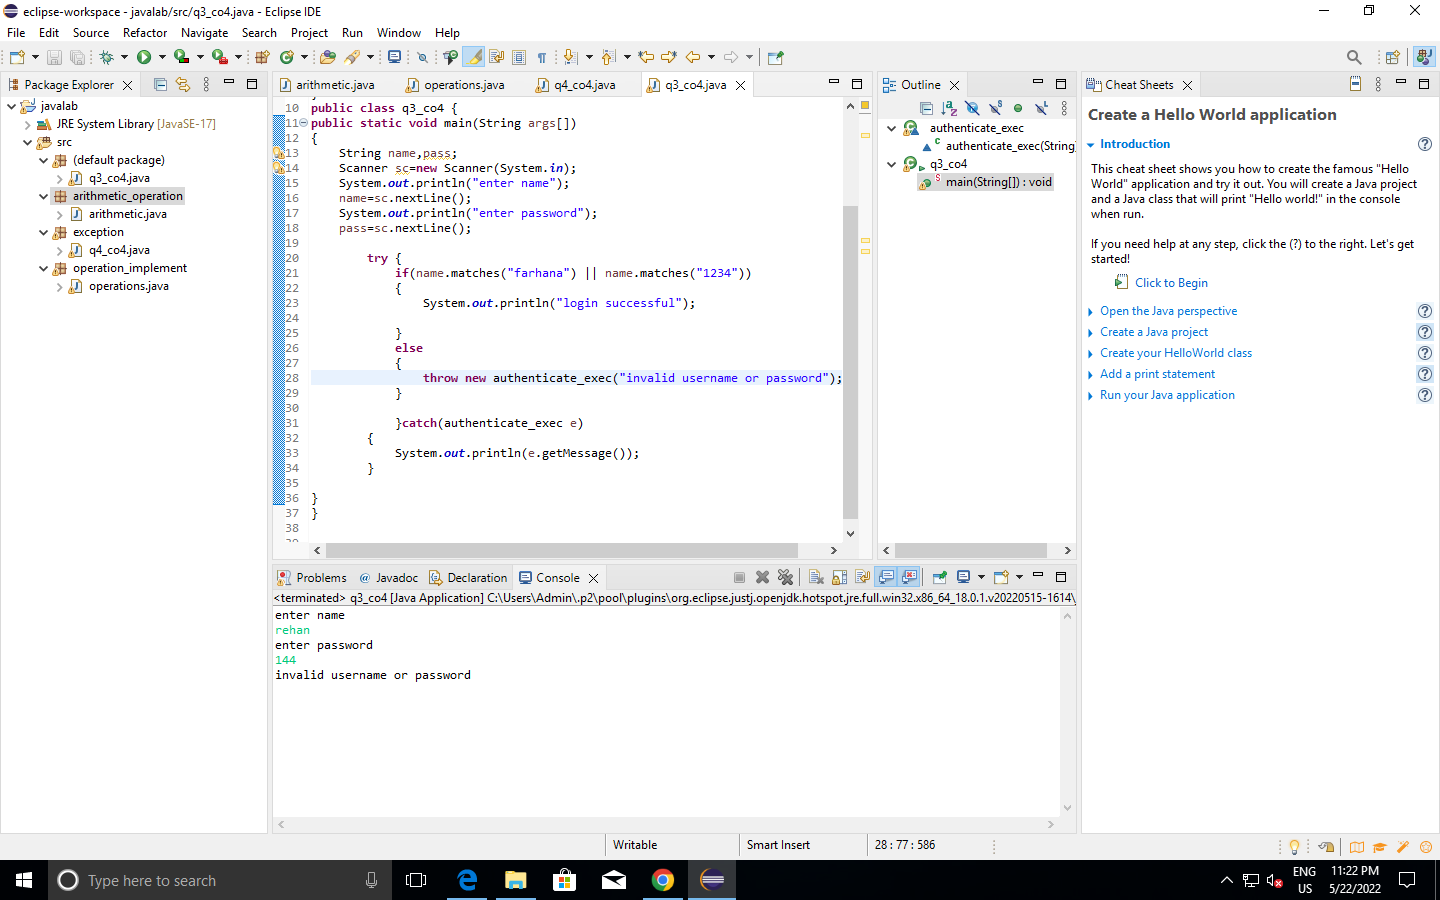 eclipse-workspace - javalab/src/q3_co4.java - Eclipse IDE
File Edit Source Refactor Navigate Search Project Run Window Help
Package Explorer
javalab
JRE System Library [JavaSE-17]
src
(default package)
q3_co4.java
arithmetic_operation
arithmetic.java
exception
q4_co4.java
operation_implement
operations.java
arithmetic.java operations.java q4_co4.java q3_co4.java
10 public class q3_co4 {
11 public static void main(String args[])
12 {
13 String name,pass;
14 Scanner sc=new Scanner(System.in);
15 System.out.println("enter name");
16 name=sc.nextLine();
17 System.out.println("enter password");
18 pass=sc.nextLine();
19
20 try {
21 if(name.matches("farhana") || name.matches("1234"))
22 {
23 System.out.println("login successful");
24
25 }
26 else
27 {
28 throw new authenticate_exec("invalid username or password");
29 }
30
31 }catch(authenticate_exec e)
32 {
33 System.out.println(e.getMessage());
34 }
35
36 }
37 }
38
Outline
authenticate_exec
authenticate_exec(String
q3_co4
main(String[]) : void
Cheat Sheets
Create a Hello World application
Introduction
This cheat sheet shows you how to create the famous "Hello
World" application and try it out. You will create a Java project
and a Java class that will print "Hello world!" in the console
when run.
If you need help at any step, click the (?) to the right. Let's get
started!
Click to Begin
Open the Java perspective
Create a Java project
Create your HelloWorld class
Add a print statement
Run your Java application
Problems @ Javadoc Declaration Console
<terminated> q3_co4 [Java Application] C:\Users\Admin\.p2\pool\plugins\org.eclipse.justj.openjdk.hotspot.jre.full.win32.x86_64_18.0.1.v20220515-1614\
enter name
rehan
enter password
144
invalid username or password
Writable Smart Insert 28 : 77 : 586
Type here to search
ENG
US
11:22 PM
5/22/2022